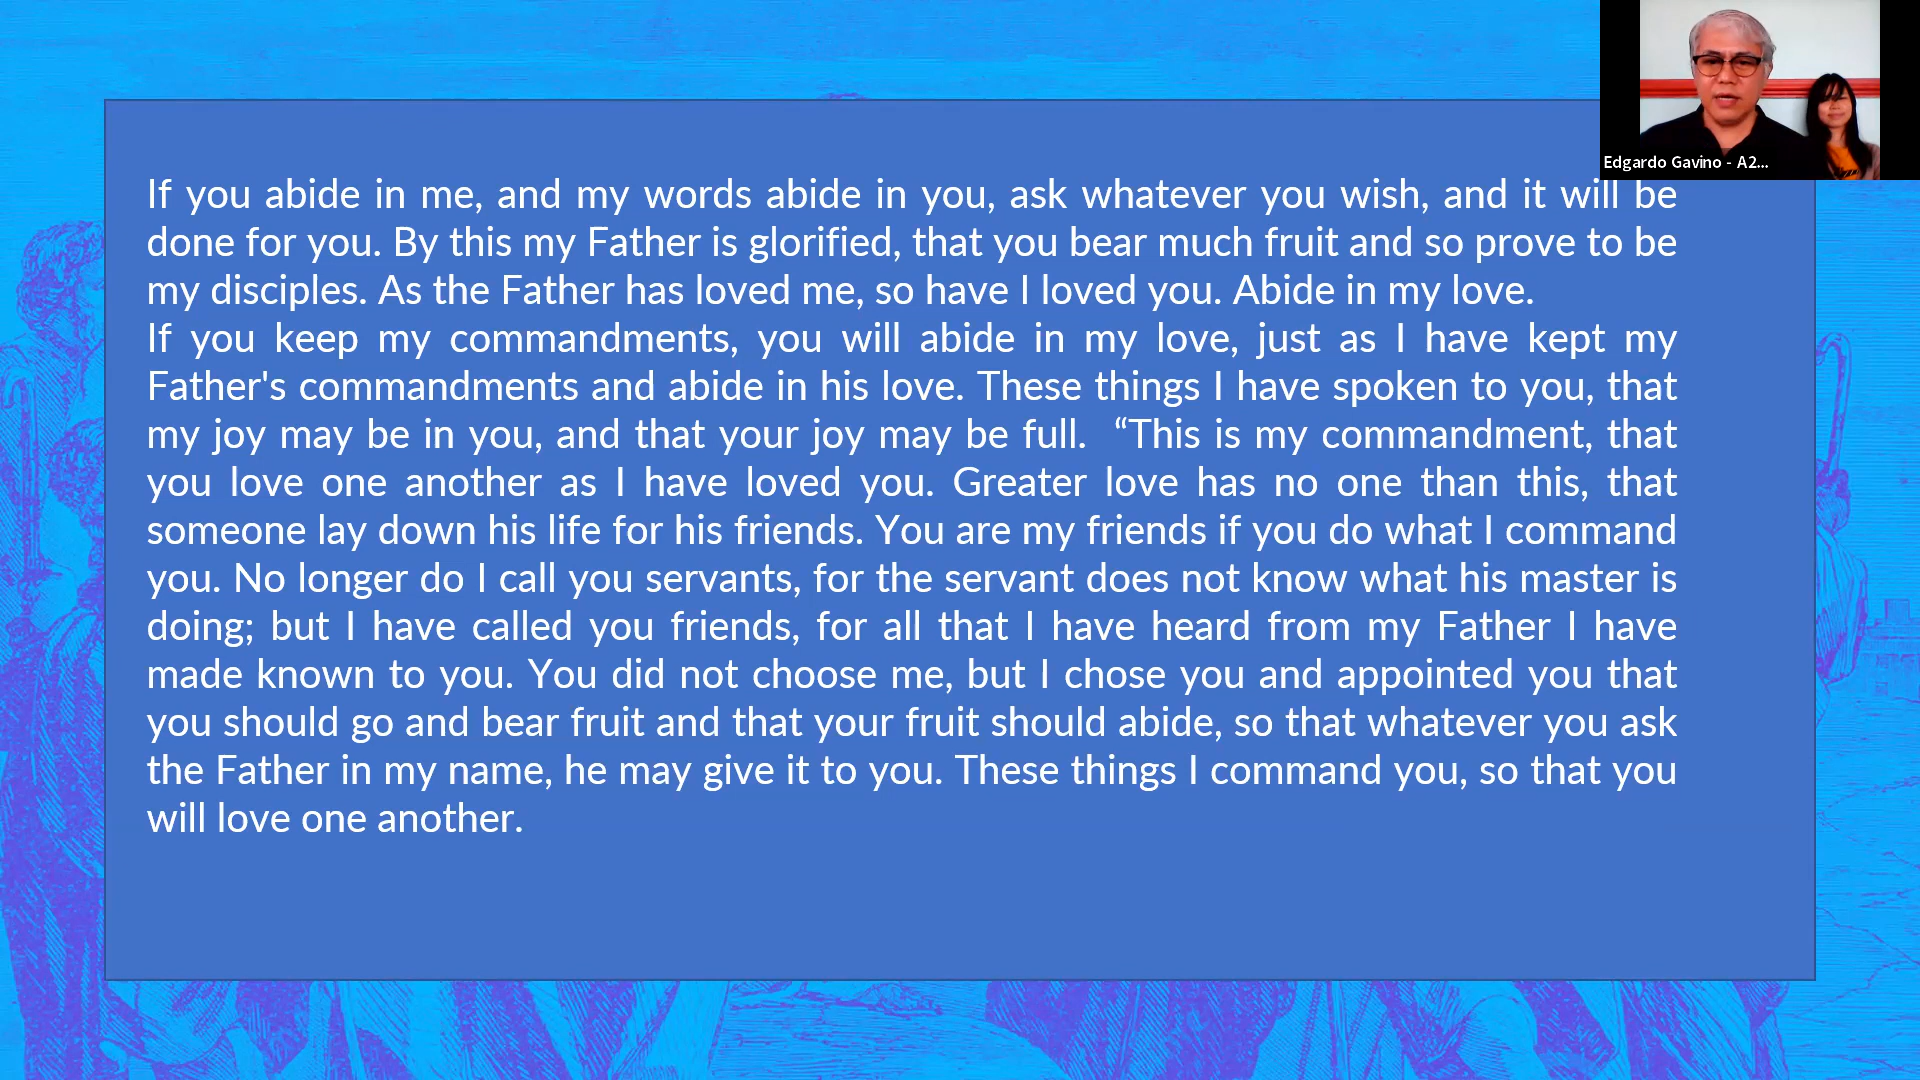 Edgardo Gavino - A2...
If you abide in me, and my words abide in you, ask whatever you wish, and it will be
done for you. By this my Father is glorified, that you bear much fruit and so prove to be
my disciples. As the Father has loved me, so have I loved you. Abide in my love.
If you keep my commandments, you will abide in my love, just as I have kept my
Father's commandments and abide in his love. These things I have spoken to you, that
my joy may be in you, and that your joy may be full.  “This is my commandment, that
you love one another as I have loved you. Greater love has no one than this, that
someone lay down his life for his friends. You are my friends if you do what I command
you. No longer do I call you servants, for the servant does not know what his master is
doing; but I have called you friends, for all that I have heard from my Father I have
made known to you. You did not choose me, but I chose you and appointed you that
you should go and bear fruit and that your fruit should abide, so that whatever you ask
the Father in my name, he may give it to you. These things I command you, so that you
will love one another.